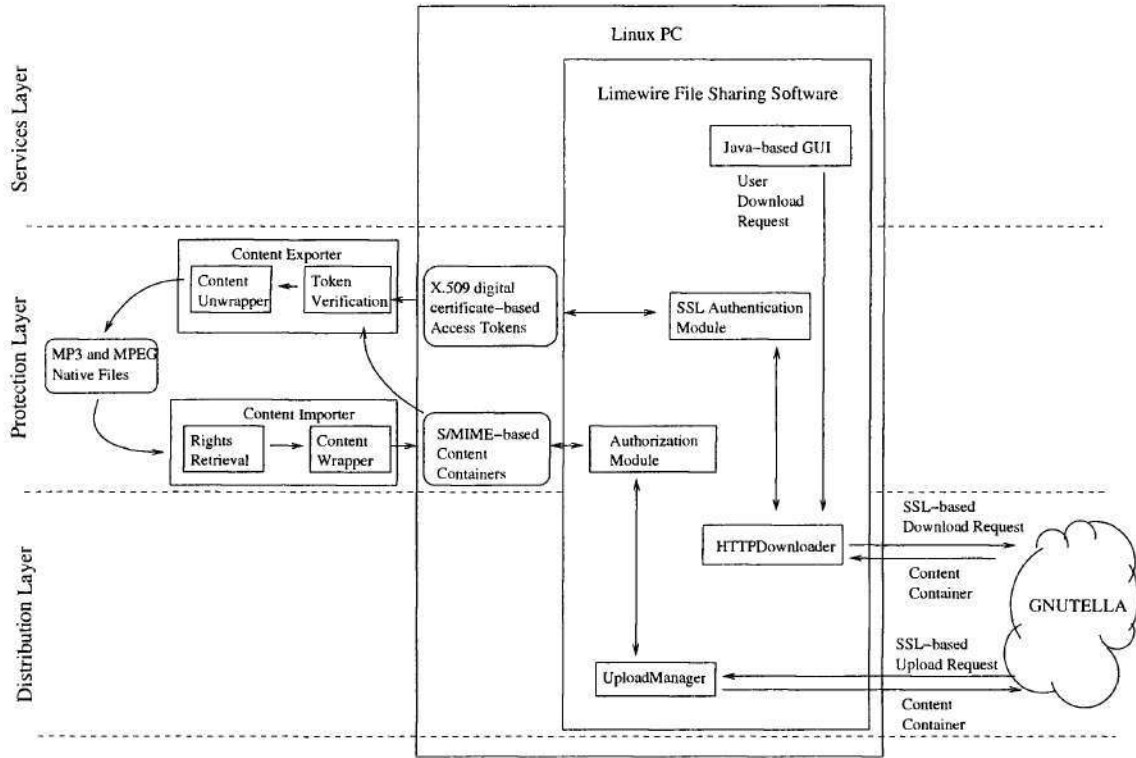 Linux PC
Services Layer
Limewire File Sharing Software
Java-based GUI
User
Download
Request
Protection Layer
Content Exporter
Content
Unwrapper
Token
Verification
X.509 digital
certificate-based
Access Tokens
SSL Authentication
Module
MP3 and MPEG
Native Files
Content Importer
Rights
Retrieval
Content
Wrapper
S/MIME-based
Content
Containers
Authorization
Module
Distribution Layer
HTTPDownloader
SSL-based
Download Request
Content
Container
GNUTELLA
UploadManager
SSL-based
Upload Request
Content
Container